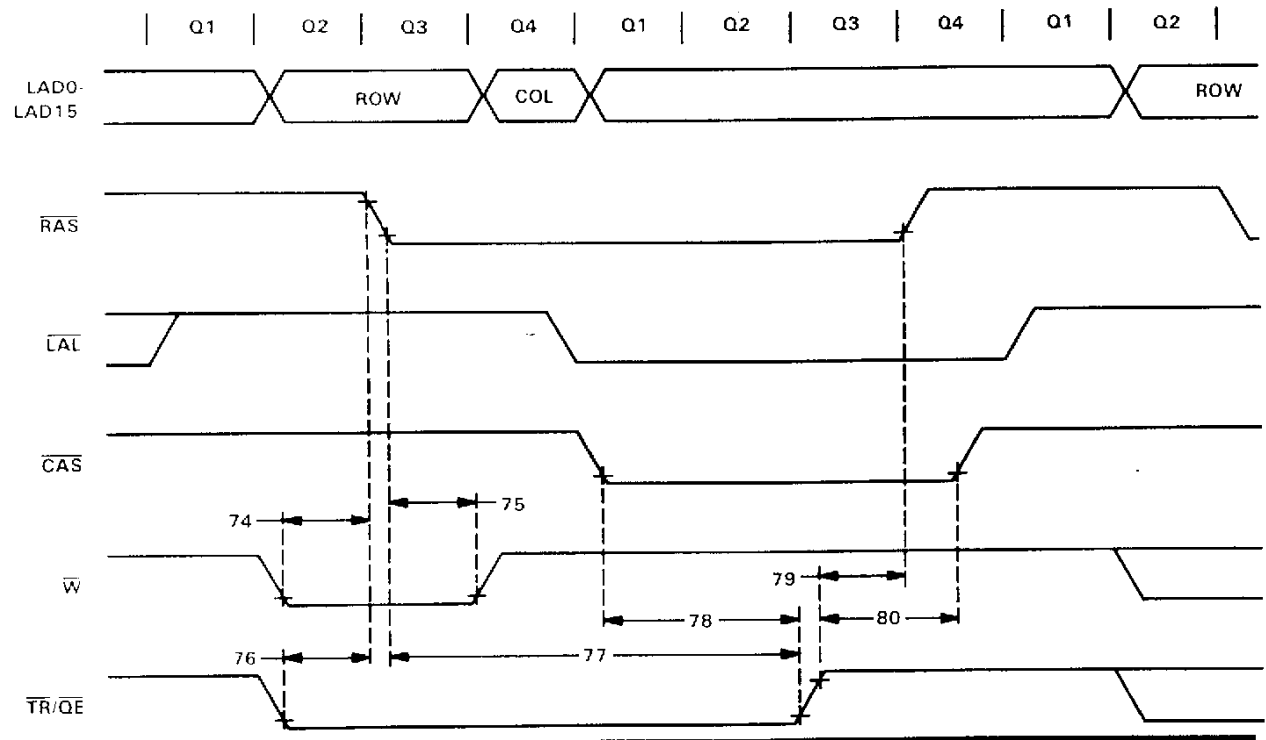 Q1 Q2 Q3 Q4 Q1 Q2 Q3 Q4 Q1 Q2
LAD0-
LAD15
ROW COL ROW
RAS
LAL
CAS
75
74
W
79
78 80
76 77
TR/QE